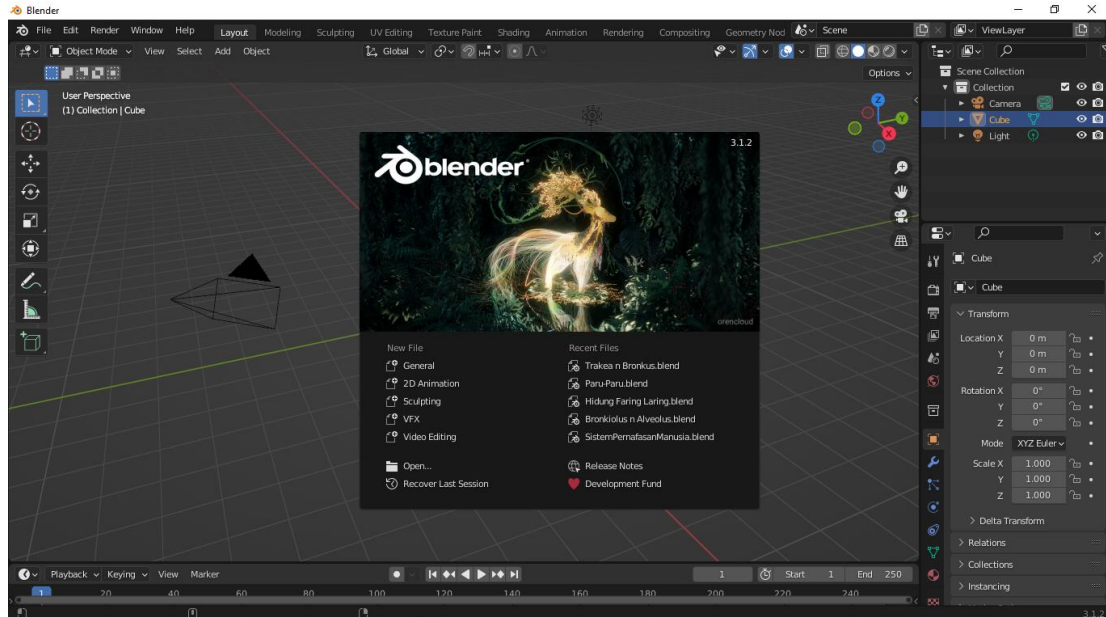 Blender
File Edit Render Window Help Layout Modeling Sculpting UV Editing Texture Paint Shading Animation Rendering Compositing Geometry Nod Scene ViewLayer
Object Mode View Select Add Object Global
Options
User Perspective
(1) Collection | Cube
Z
Y
X
Scene Collection
Collection
Camera
Cube
Light
blender
3.1.2
orencloud
New File
General
2D Animation
Sculpting
VFX
Video Editing
Open...
Recover Last Session
Recent Files
Trakea n Bronkus.blend
Paru-Paru.blend
Hidung Faring Laring.blend
Bronkiolus n Alveolus.blend
SistemPernafasanManusia.blend
Release Notes
Development Fund
Cube
Cube
Transform
Location X 0 m
Y 0 m
Z 0 m
Rotation X 0°
Y 0°
Z 0°
Mode XYZ Euler
Scale X 1.000
Y 1.000
Z 1.000
Delta Transform
Relations
Collections
Instancing
Playback Keying View Marker 1 Start 1 End 250
1 20 40 60 80 100 120 140 160 180 200 220 240
3.1.2